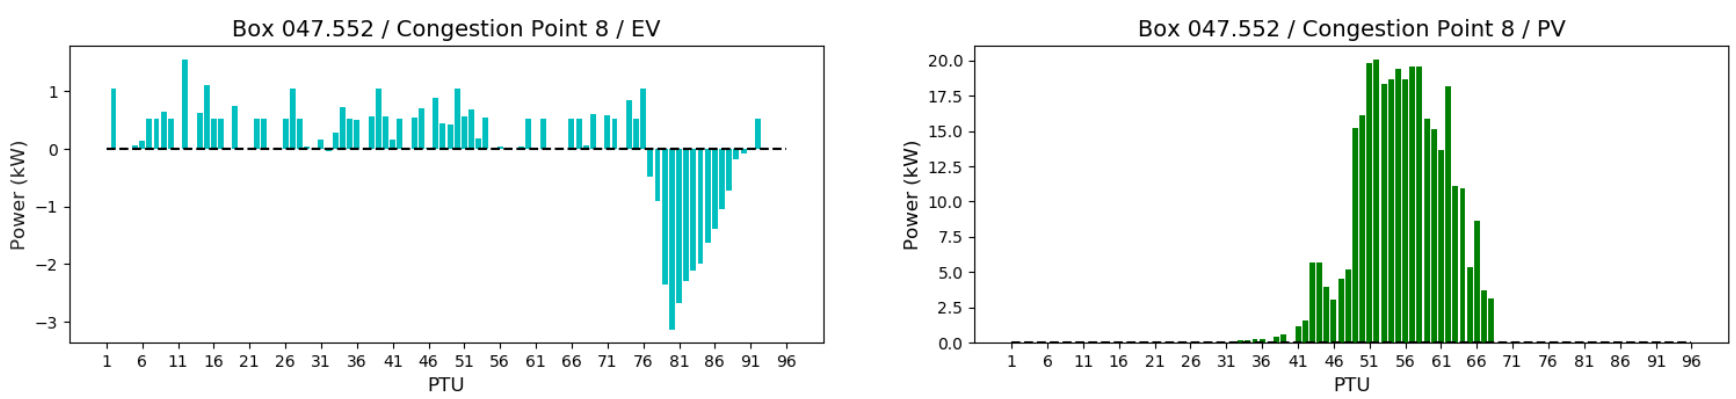 Box 047.552 / Congestion Point 8 / EV
Power (kW)
1
0
−1
−2
−3
1 6 11 16 21 26 31 36 41 46 51 56 61 66 71 76 81 86 91 96
PTU
Box 047.552 / Congestion Point 8 / PV
Power (kW)
20.0
17.5
15.0
12.5
10.0
7.5
5.0
2.5
0.0
1 6 11 16 21 26 31 36 41 46 51 56 61 66 71 76 81 86 91 96
PTU